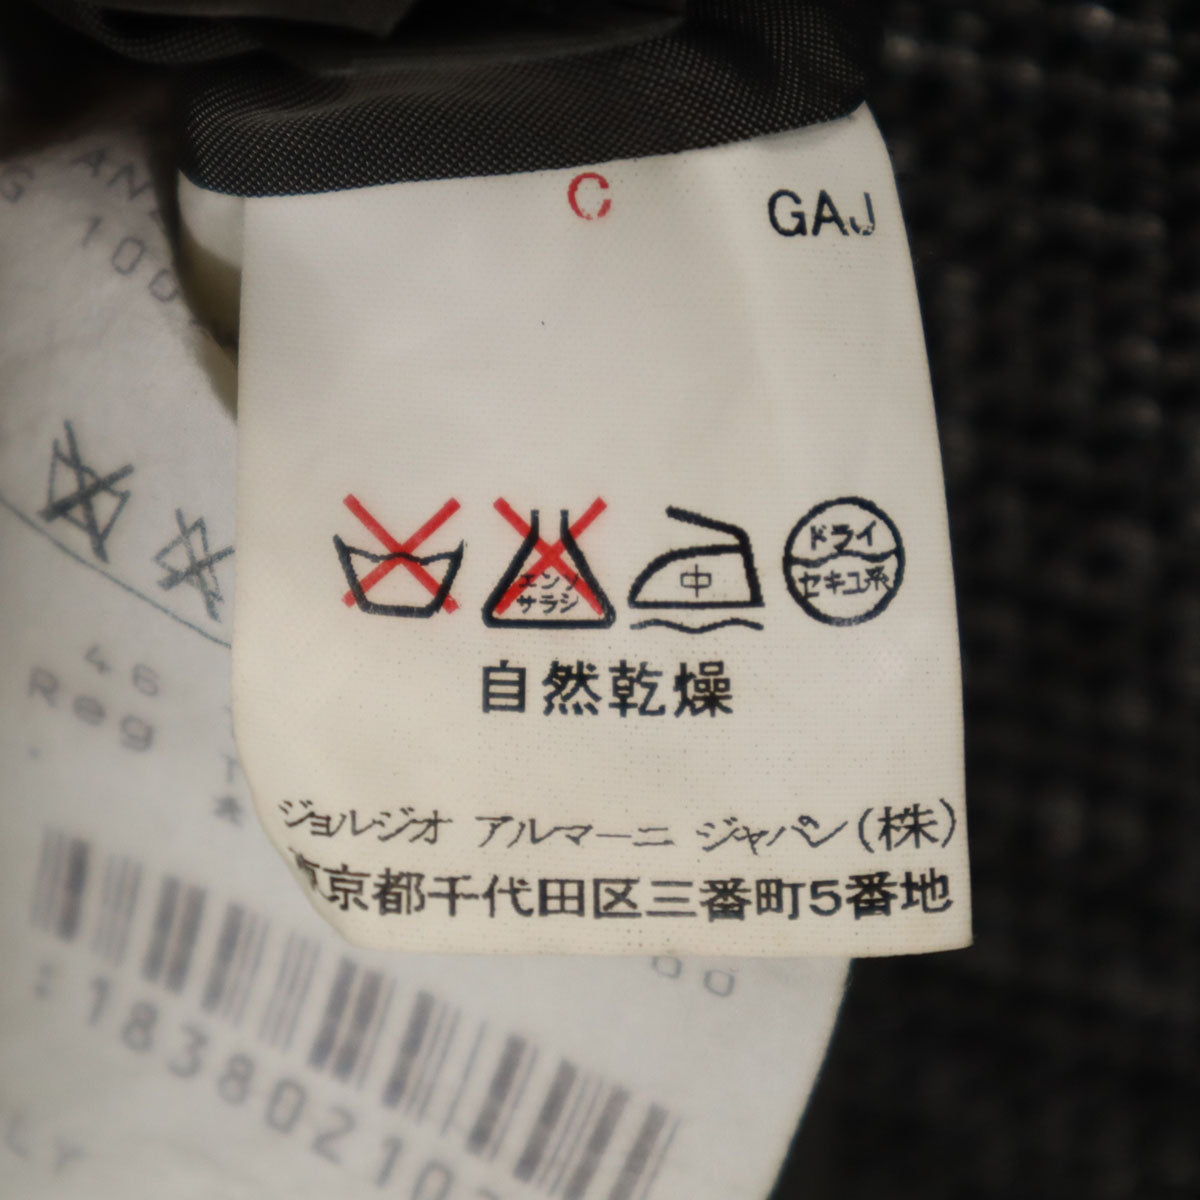 C GAJ
エンソ
サラシ
中
ドライ
セキユ系
自然乾燥
ジョルジオ アルマーニ ジャパン(株)
東京都千代田区三番町5番地
100
46
Reg